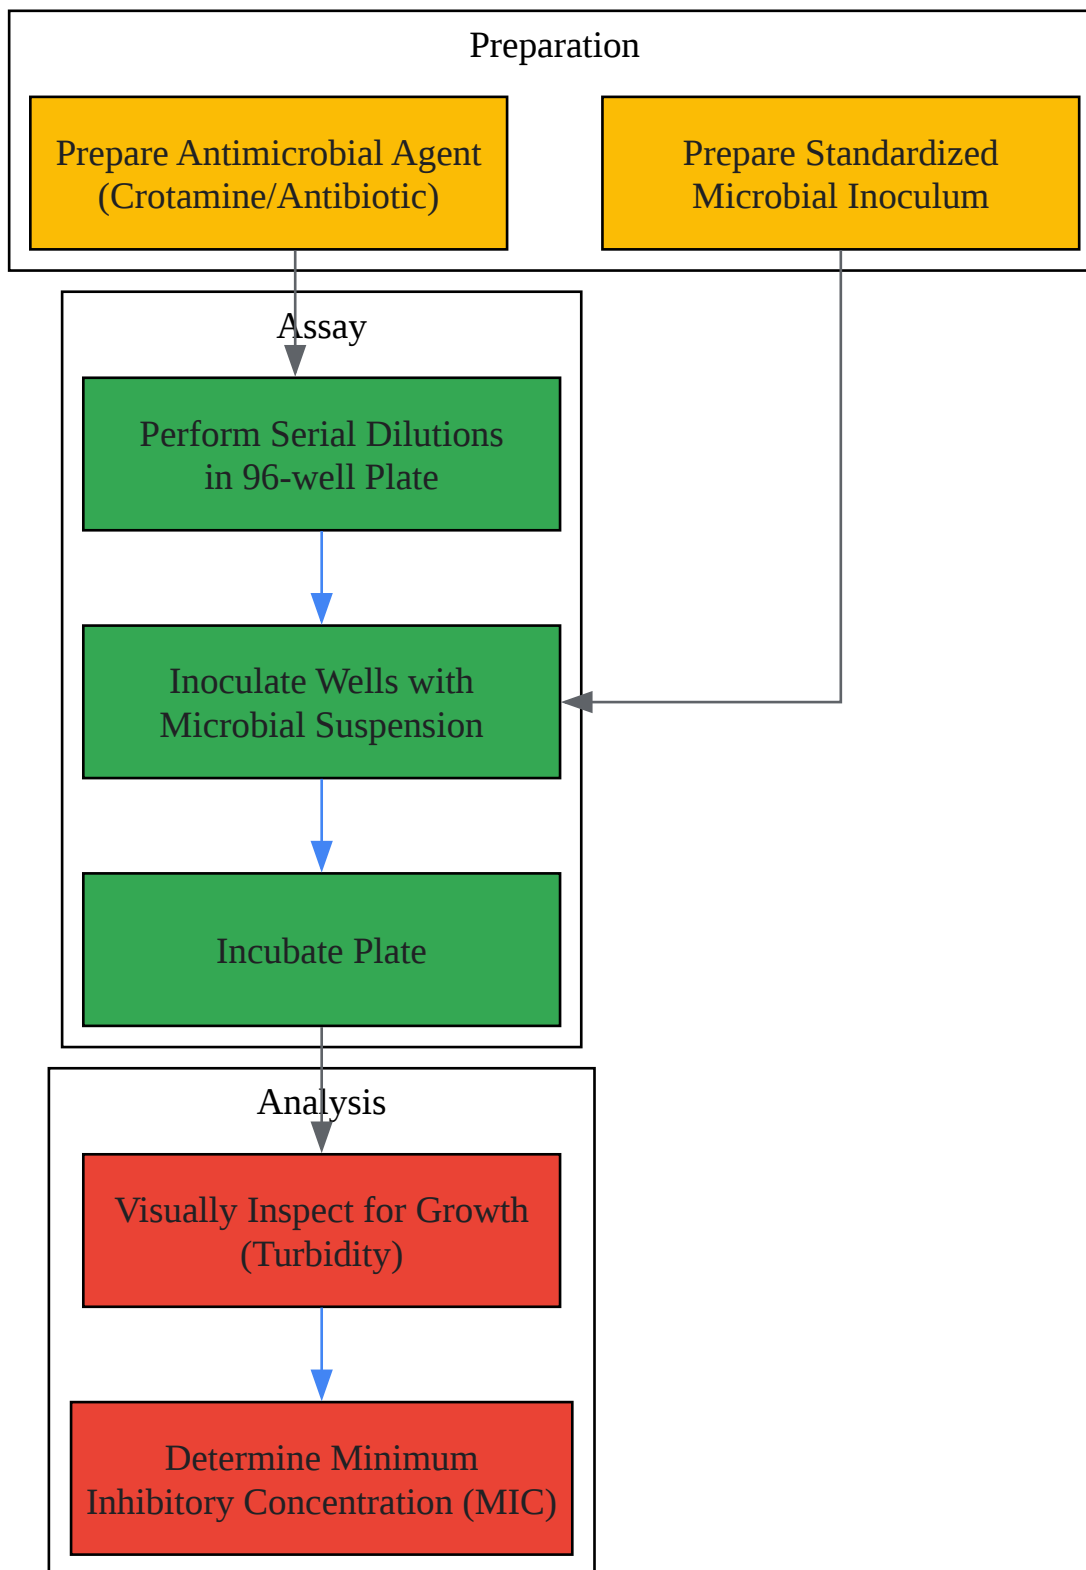 Preparation
Prepare Antimicrobial Agent
(Crotamine/Antibiotic)
Prepare Standardized
Microbial Inoculum
Assay
Perform Serial Dilutions
in 96-well Plate
Inoculate Wells with
Microbial Suspension
Incubate Plate
Analysis
Visually Inspect for Growth
(Turbidity)
Determine Minimum
Inhibitory Concentration (MIC)